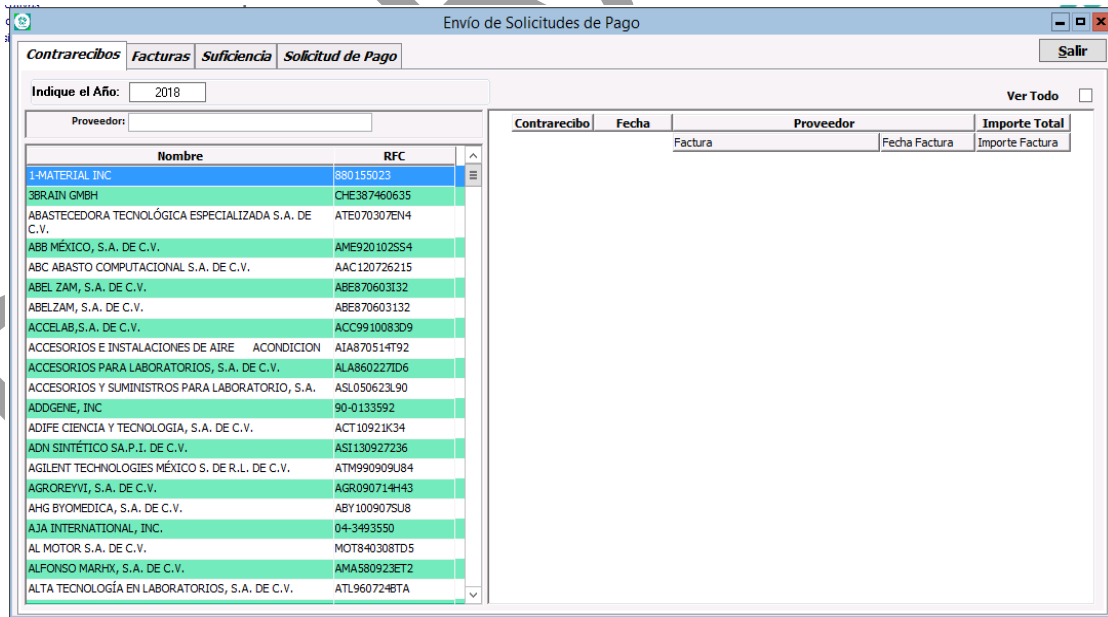 Envío de Solicitudes de Pago
Contrarecibos Facturas Suficiencia Solicitud de Pago Salir
Indique el Año: 2018 Ver Todo
Proveedor:
Contrarecibo Fecha Proveedor Importe Total
Factura Fecha Factura Importe Factura
Nombre RFC
1-MATERIAL INC 880155023
3BRAIN GMBH CHE387460635
ABASTECEDORA TECNOLÓGICA ESPECIALIZADA S.A. DE C.V. ATE070307EN4
ABB MÉXICO, S.A. DE C.V. AME920102SS4
ABC ABASTO COMPUTACIONAL S.A. DE C.V. AAC120726215
ABEL ZAM, S.A. DE C.V. ABE870603I32
ABELZAM, S.A. DE C.V. ABE870603132
ACCELAB,S.A. DE C.V. ACC9910083D9
ACCESORIOS E INSTALACIONES DE AIRE ACONDICION AIA870514T92
ACCESORIOS PARA LABORATORIOS, S.A. DE C.V. ALA860227ID6
ACCESORIOS Y SUMINISTROS PARA LABORATORIO, S.A. ASL050623L90
ADDGENE, INC 90-0133592
ADIFE CIENCIA Y TECNOLOGIA, S.A. DE C.V. ACT10921K34
ADN SINTÉTICO SA.P.I. DE C.V. ASI130927236
AGILENT TECHNOLOGIES MÉXICO S. DE R.L. DE C.V. ATM990909U84
AGROREYVI, S.A. DE C.V. AGR090714H43
AHG BYOMEDICA, S.A. DE C.V. ABY100907SU8
AJA INTERNATIONAL, INC. 04-3493550
AL MOTOR S.A. DE C.V. MOT840308TD5
ALFONSO MARHX, S.A. DE C.V. AMA580923ET2
ALTA TECNOLOGÍA EN LABORATORIOS, S.A. DE C.V. ATL960724BTA